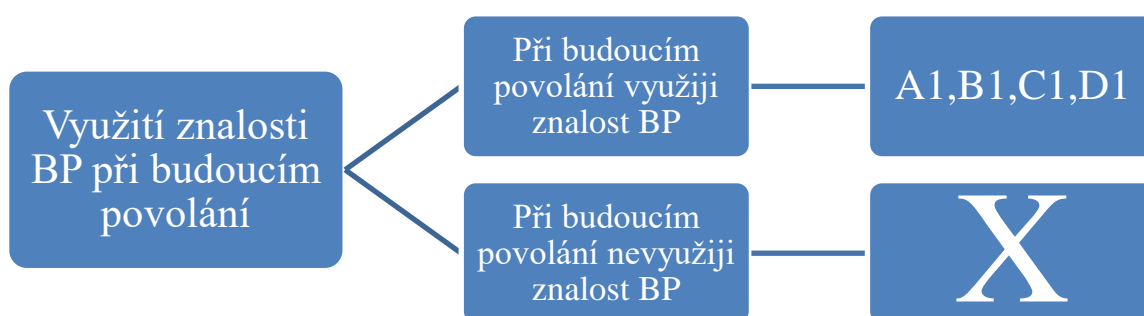 Využití znalosti
BP při budoucím
povolání
Při budoucím
povolání využiji
znalost BP
A1,B1,C1,D1
Při budoucím
povolání nevyužiji
znalost BP
X